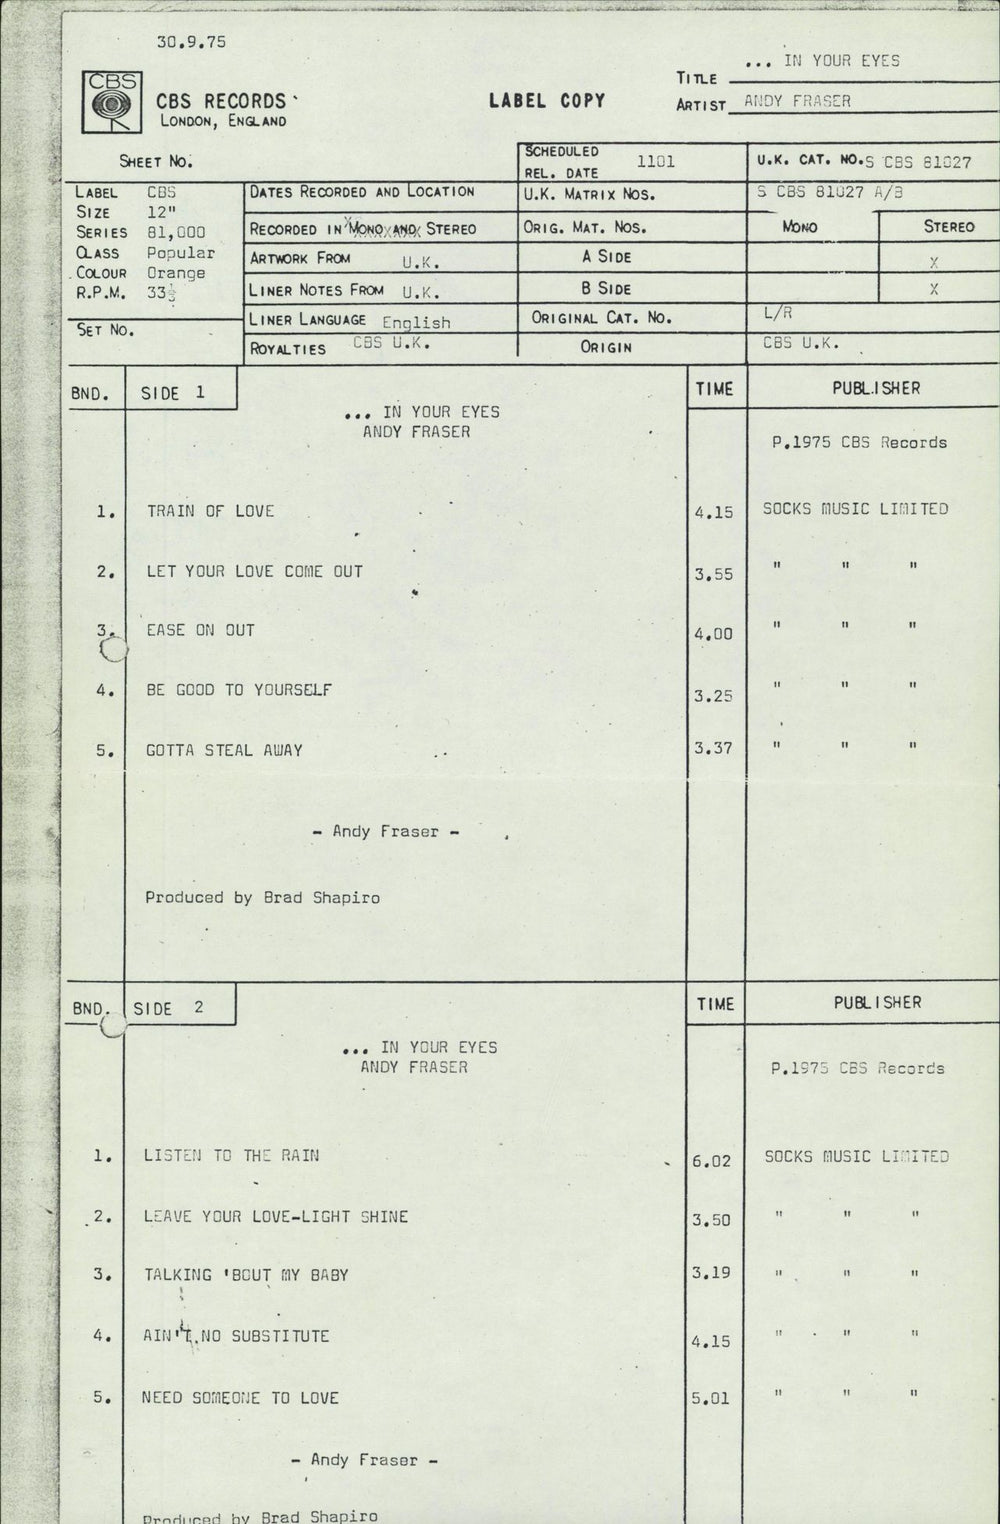 30.9.75
CBS
CBS RECORDS
LONDON, ENGLAND
LABEL COPY
TITLE ... IN YOUR EYES
ARTIST ANDY FRASER
SHEET NO.
SCHEDULED REL. DATE 1101
U.K. CAT. NO. S CBS 81027
LABEL CBS
SIZE 12"
SERIES 81,000
CLASS Popular
COLOUR Orange
R.P.M. 33⅓
SET NO.
DATES RECORDED AND LOCATION
RECORDED IN MONO AND STEREO
ARTWORK FROM U.K.
LINER NOTES FROM U.K.
LINER LANGUAGE English
ROYALTIES CBS U.K.
U.K. MATRIX NOS. S CBS 81027 A/B
ORIG. MAT. NOS. MONO STEREO
A SIDE X
B SIDE X
ORIGINAL CAT. NO. L/R
ORIGIN CBS U.K.
BND. SIDE 1 TIME PUBLISHER
... IN YOUR EYES
ANDY FRASER
P.1975 CBS Records
1. TRAIN OF LOVE 4.15 SOCKS MUSIC LIMITED
2. LET YOUR LOVE COME OUT 3.55 " " "
3. EASE ON OUT 4.00 " " "
4. BE GOOD TO YOURSELF 3.25 " " "
5. GOTTA STEAL AWAY 3.37 " " "
- Andy Fraser -
Produced by Brad Shapiro
BND. SIDE 2 TIME PUBLISHER
... IN YOUR EYES
ANDY FRASER
P.1975 CBS Records
1. LISTEN TO THE RAIN 6.02 SOCKS MUSIC LIMITED
2. LEAVE YOUR LOVE-LIGHT SHINE 3.50 " " "
3. TALKING 'BOUT MY BABY 3.19 " " "
4. AIN'T NO SUBSTITUTE 4.15 " " "
5. NEED SOMEONE TO LOVE 5.01 " " "
- Andy Fraser -
Produced by Brad Shapiro